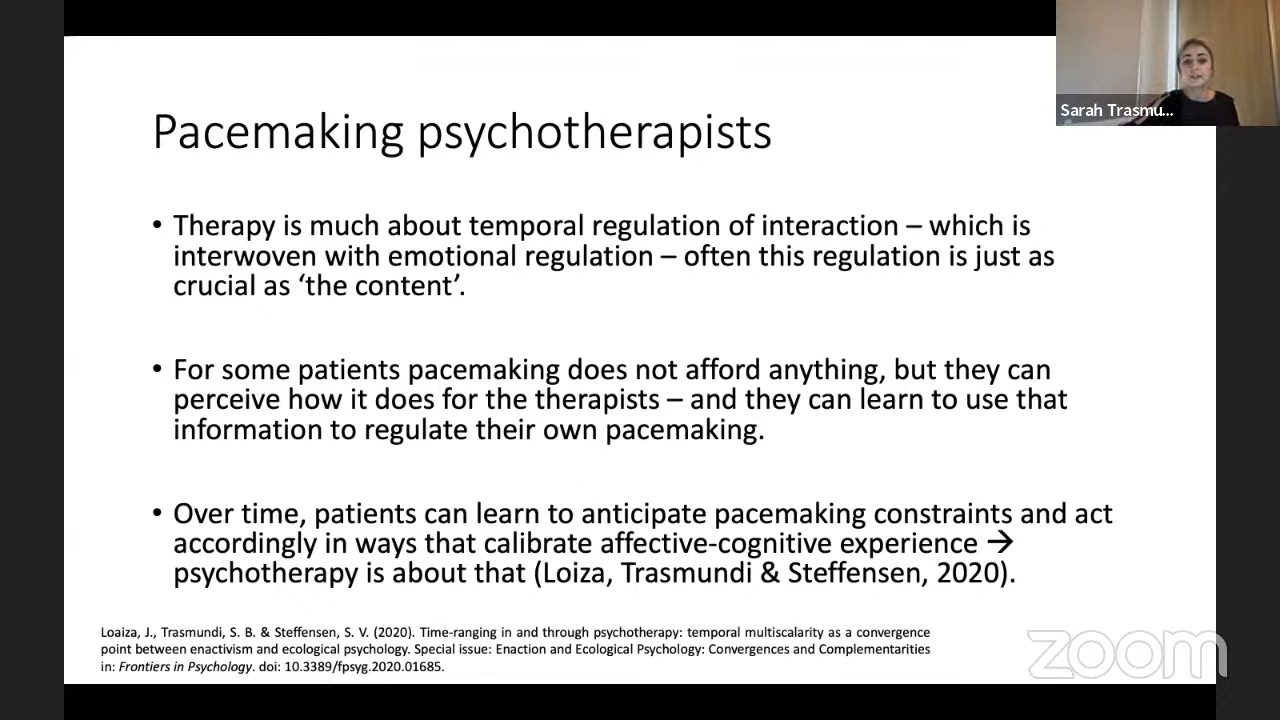 Sarah Trasmu...
Pacemaking psychotherapists
• Therapy is much about temporal regulation of interaction – which is
interwoven with emotional regulation – often this regulation is just as
crucial as ‘the content’.
• For some patients pacemaking does not afford anything, but they can
perceive how it does for the therapists – and they can learn to use that
information to regulate their own pacemaking.
• Over time, patients can learn to anticipate pacemaking constraints and act
accordingly in ways that calibrate affective-cognitive experience →
psychotherapy is about that (Loiza, Trasmundi & Steffensen, 2020).
Loaiza, J., Trasmundi, S. B. & Steffensen, S. V. (2020). Time-ranging in and through psychotherapy: temporal multiscalarity as a convergence
point between enactivism and ecological psychology. Special issue: Enaction and Ecological Psychology: Convergences and Complementarities
in: Frontiers in Psychology. doi: 10.3389/fpsyg.2020.01685.
zoom